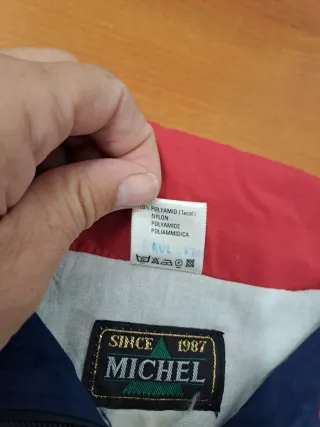 100% POLYAMID (Tactel)
NYLON
POLYAMIDE
POLIAMMIDICA
SINCE 1987
MICHEL